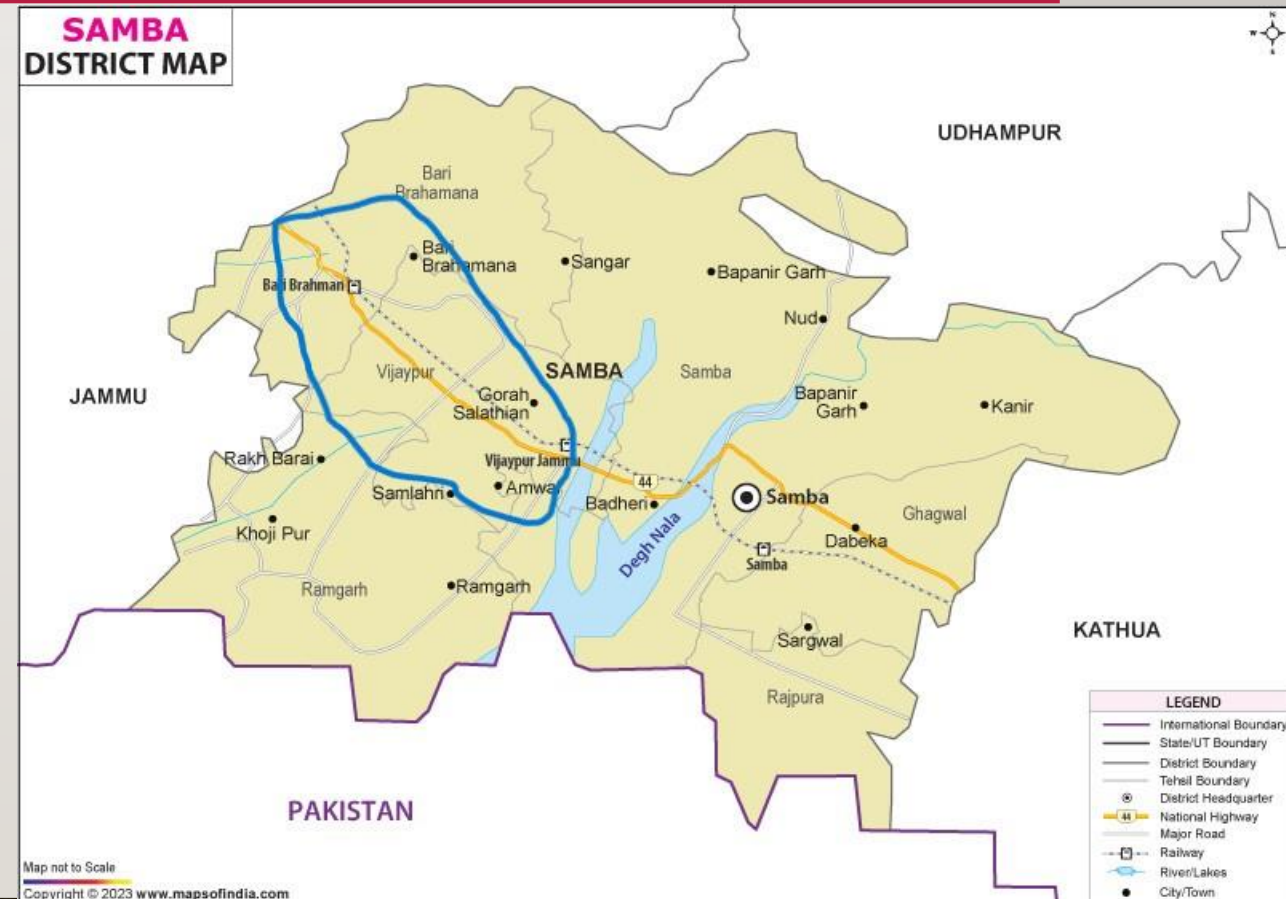 SAMBA
DISTRICT MAP
N
W
S
UDHAMPUR
Bari
Brahamana
Bari
Brahamana
Sangar
Bapanir Garh
Bari Brahman
Nud
JAMMU
Vijaypur
SAMBA
Samba
Gorah
Salathian
Bapanir
Garh
Kanir
Rakh Barai
Vijaypur Jammu
44
Samlahri
Amwal
Badheri
Samba
Ghagwal
Khoji Pur
Degh Nala
Dabeka
Samba
Ramgarh
Ramgarh
Sargwal
KATHUA
Rajpura
PAKISTAN
LEGEND
International Boundary
State/UT Boundary
District Boundary
Tehsil Boundary
District Headquarter
44 National Highway
Major Road
Railway
River/Lakes
City/Town
Map not to Scale
Copyright © 2023 www.mapsofindia.com